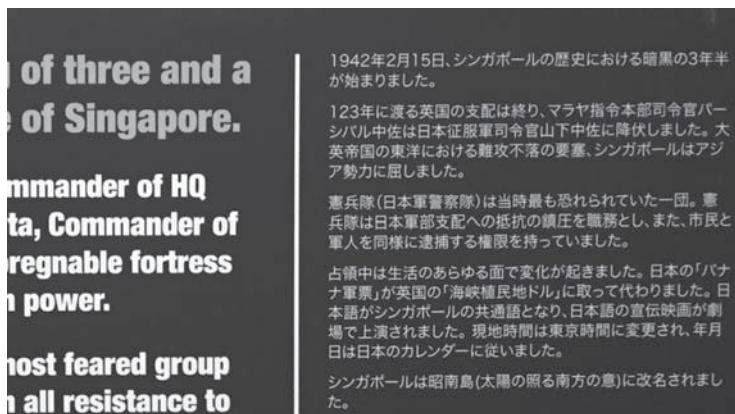 of three and a
of Singapore.
mmander of HQ
ta, Commander of
pregnable fortress
power.
most feared group
all resistance to
1942年2月15日、シンガポールの歴史における暗黒の3年半
が始まりました。
123年に渡る英国の支配は終り、マラヤ指令本部司令官パー
シバル中佐は日本征服軍司令官山下中佐に降伏しました。大
英帝国の東洋における難攻不落の要塞、シンガポールはアジ
ア勢力に屈しました。
憲兵隊(日本軍警察隊)は当時最も恐れられていた一団。憲
兵隊は日本軍部支配への抵抗の鎮圧を職務とし、また、市民と
軍人を同様に逮捕する権限を持っていました。
占領中は生活のあらゆる面で変化が起きました。日本の「バナ
ナ軍票」が英国の「海峡植民地ドル」に取って代わりました。日
本語がシンガポールの共通語となり、日本語の宣伝映画が劇
場で上演されました。現地時間は東京時間に変更され、年月
日は日本のカレンダーに従いました。
シンガポールは昭南島(太陽の照る南方の意)に改名されまし
た。